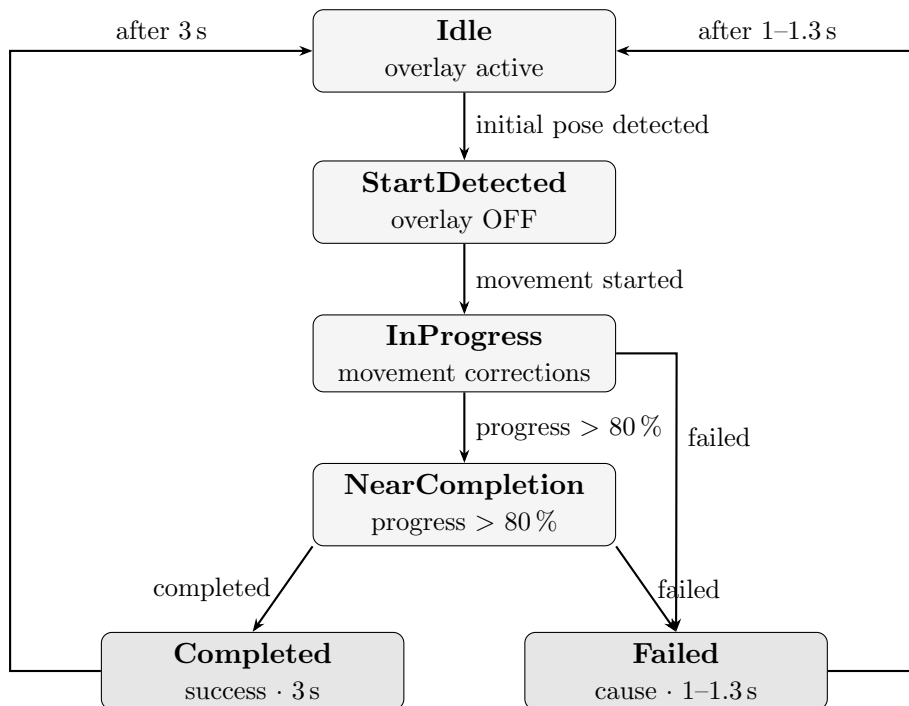 after 3 s
Idle
overlay active
after 1–1.3 s
initial pose detected
StartDetected
overlay OFF
movement started
InProgress
movement corrections
progress > 80 %
failed
NearCompletion
progress > 80 %
completed
failed
Completed
success · 3 s
Failed
cause · 1–1.3 s